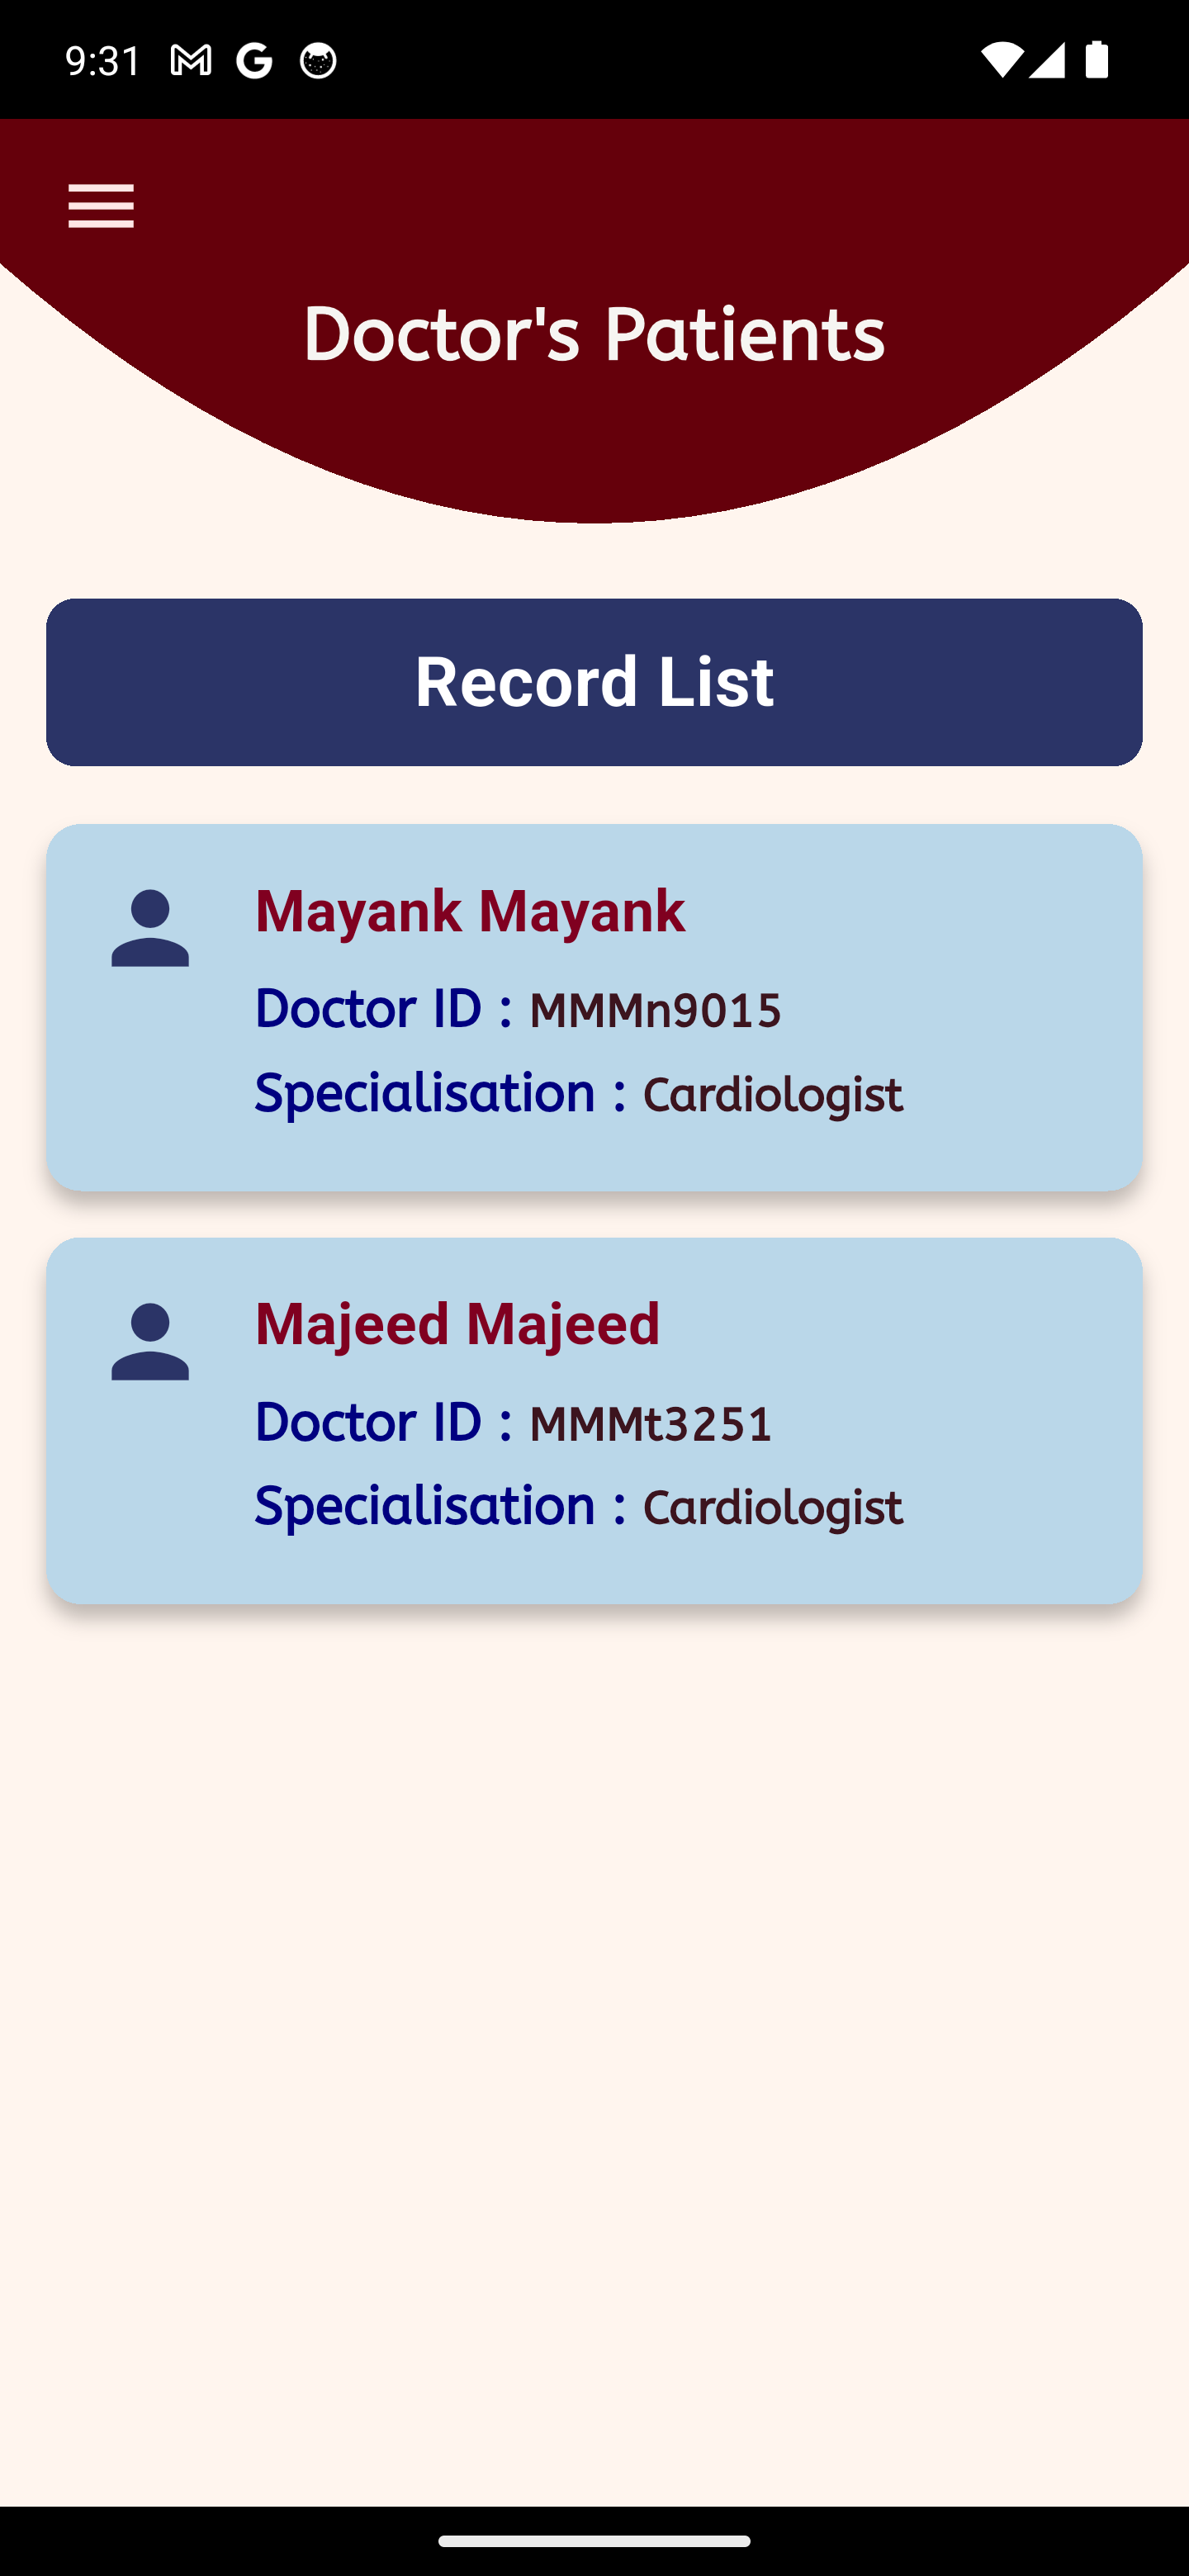 9:31
Doctor's Patients
Record List
Mayank Mayank
Doctor ID : MMMn9015
Specialisation : Cardiologist
Majeed Majeed
Doctor ID : MMMt3251
Specialisation : Cardiologist